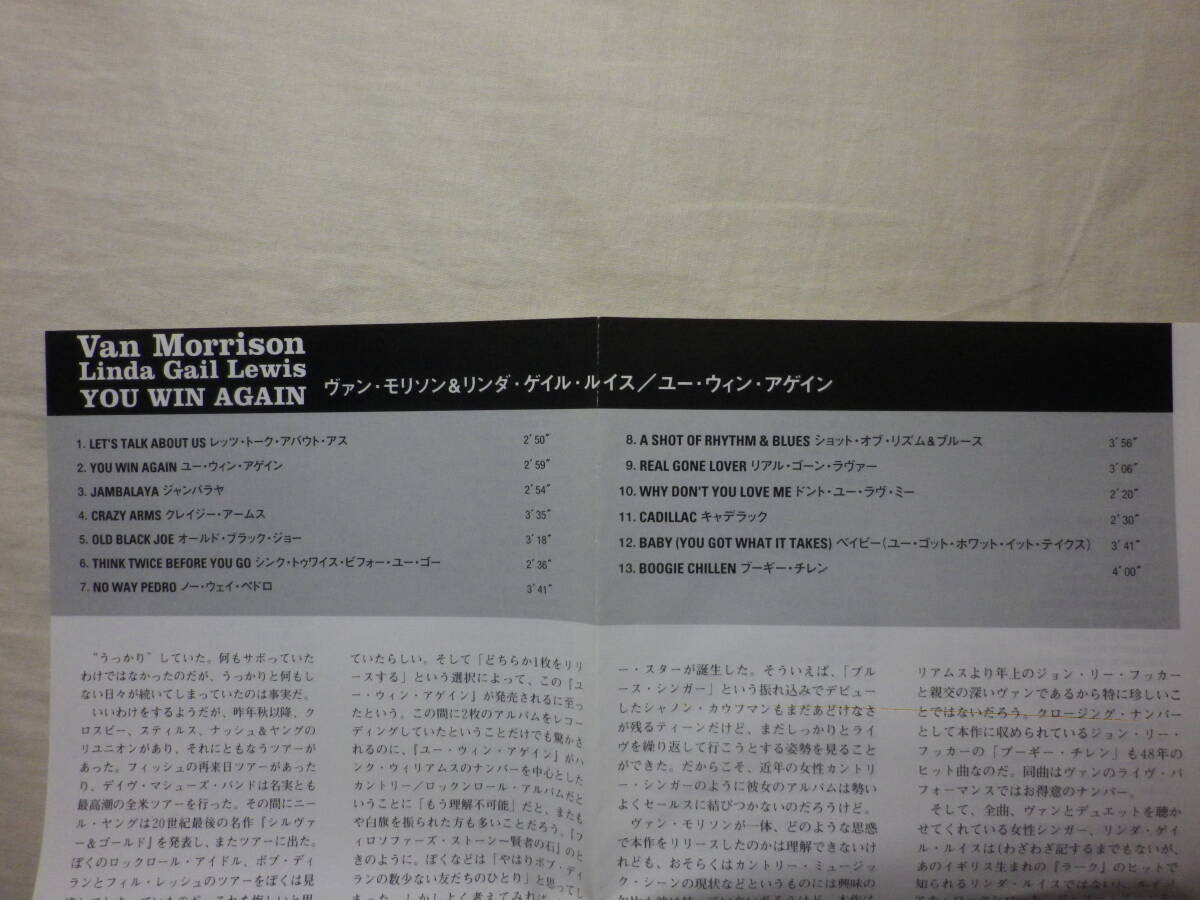 Van Morrison
Linda Gail Lewis
YOU WIN AGAIN
ヴァン・モリソン&リンダ・ゲイル・ルイス/ユー・ウィン・アゲイン
1. LET'S TALK ABOUT US レッツ・トーク・アバウト・アス 2'50"
2. YOU WIN AGAIN ユー・ウィン・アゲイン 2'59"
3. JAMBALAYA ジャンバラヤ 2'54"
4. CRAZY ARMS クレイジー・アームス 3'35"
5. OLD BLACK JOE オールド・ブラック・ジョー 3'18"
6. THINK TWICE BEFORE YOU GO シンク・トゥワイス・ビフォー・ユー・ゴー 2'36"
7. NO WAY PEDRO ノー・ウェイ・ペドロ 3'41"
8. A SHOT OF RHYTHM & BLUES ショット・オブ・リズム&ブルース 3'56"
9. REAL GONE LOVER リアル・ゴーン・ラヴァー 3'06"
10. WHY DON'T YOU LOVE ME ドント・ユー・ラヴ・ミー 2'20"
11. CADILLAC キャデラック 2'30"
12. BABY (YOU GOT WHAT IT TAKES) ベイビー(ユー・ゴット・ホワット・イット・テイクス) 3'41"
13. BOOGIE CHILLEN ブーギー・チレン 4'00"
"うっかり"していた。何もサボっていた
わけではなかったのだが、うっかりと何もし
ない日々が続いてしまっていたのは事実だ。
いいわけをするようだが、昨年秋以降、ク
ロスビー、スティルス、ナッシュ&ヤングの
リユニオンがあり、それにともなうツアーが
あった。フィッシュの再来日ツアーがあった
り、デイヴ・マシューズ・バンドは名実とも
最高潮の全米ツアーを行った。その間にニー
ル・ヤングは20世紀最後の名作『シルヴァ
ー&ゴールド』を発表し、またツアーに出た。
ぼくのロックロール・アイドル、ボブ・ディ
ランとフィル・レッシュのツアーをぼくは見
ていたらしい。そして「どちらか1枚をリリ
ースする」という選択によって、この『ユ
ー・ウィン・アゲイン』が発売されるに至っ
たという。この間に2枚のアルバムをレコー
ディングしていたということだけでも驚かさ
れるのに、『ユー・ウィン・アゲイン』がハ
ンク・ウィリアムスのナンバーを中心とした
カントリー/ロックンロール・アルバムだと
いうことに「もう理解不可能」だと、またも
や白旗を振られた方も多いことだろう。『フ
ィロソファーズ・ストーン〜賢者の石』のと
きのように。ぼくなどは「やはりボブ・ディ
ランの数少ない友だちのひとり」と思ってし
ー・スターが誕生した。そういえば、「ブル
ース・シンガー」という振れ込みでデビュー
したシャノン・カウフマンもまだあどけなさ
が残るティーンだけど、まだしっかりとライ
ヴを繰り返して行こうとする姿勢を見ること
ができた。だからこそ、近年の女性カントリ
ー・シンガーのように彼女のアルバムは勢い
よくセールスに結びつかないのだろうけど。
ヴァン・モリソンが一体、どのような思惑
で本作をリリースしたのかは理解できないけ
れども、おそらくはカントリー・ミュージッ
ク・シーンの現状などというものには興味の
リアムスより年上のジョン・リー・フッカー
と親交の深いヴァンであるから特に珍しいこ
とではないだろう。クロージング・ナンバー
として本作に収められているジョン・リー・
フッカーの「ブーギー・チレン」も48年の
ヒット曲なのだ。同曲はヴァンのライヴ・パ
フォーマンスではお得意のナンバー。
そして、全曲、ヴァンとデュエットを聴か
せてくれている女性シンガー、リンダ・ゲイ
ル・ルイスは(わざわざ記するまでもないが、
あのイギリス生まれの『ラーク』のヒットで
知られるリンダ・ルイスではない)、ルイジ